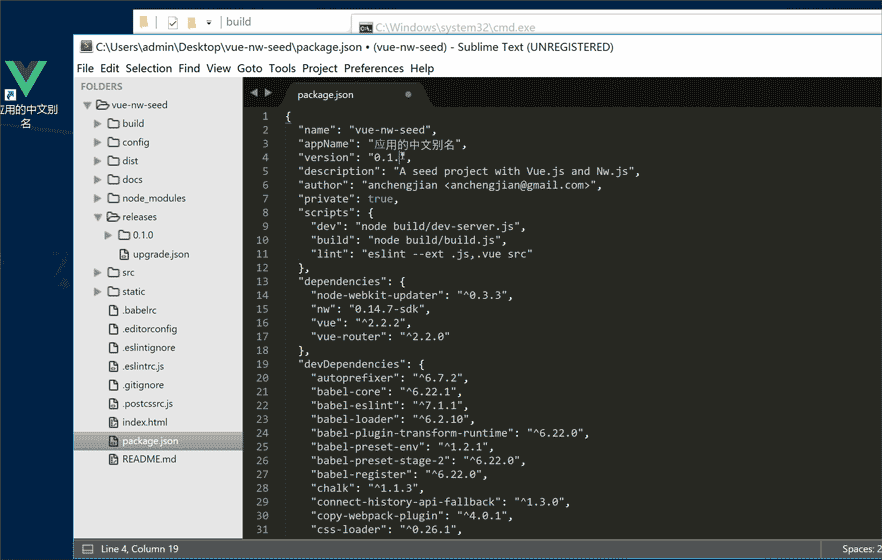 build
C:\Windows\system32\cmd.exe
C:\Users\admin\Desktop\vue-nw-seed\package.json • (vue-nw-seed) - Sublime Text (UNREGISTERED)
File Edit Selection Find View Goto Tools Project Preferences Help
应用的中文别
名
FOLDERS
vue-nw-seed
build
config
dist
docs
node_modules
releases
0.1.0
upgrade.json
src
static
.babelrc
.editorconfig
.eslintignore
.eslintrc.js
.gitignore
.postcssrc.js
index.html
package.json
README.md
package.json
1 {
2 "name": "vue-nw-seed",
3 "appName": "应用的中文别名",
4 "version": "0.1.",
5 "description": "A seed project with Vue.js and Nw.js",
6 "author": "anchengjian <anchengjian@gmail.com>",
7 "private": true,
8 "scripts": {
9 "dev": "node build/dev-server.js",
10 "build": "node build/build.js",
11 "lint": "eslint --ext .js,.vue src"
12 },
13 "dependencies": {
14 "node-webkit-updater": "^0.3.3",
15 "nw": "0.14.7-sdk",
16 "vue": "^2.2.2",
17 "vue-router": "^2.2.0"
18 },
19 "devDependencies": {
20 "autoprefixer": "^6.7.2",
21 "babel-core": "^6.22.1",
22 "babel-eslint": "^7.1.1",
23 "babel-loader": "^6.2.10",
24 "babel-plugin-transform-runtime": "^6.22.0",
25 "babel-preset-env": "^1.2.1",
26 "babel-preset-stage-2": "^6.22.0",
27 "babel-register": "^6.22.0",
28 "chalk": "^1.1.3",
29 "connect-history-api-fallback": "^1.3.0",
30 "copy-webpack-plugin": "^4.0.1",
31 "css-loader": "^0.26.1",
Line 4, Column 19
Spaces: 2